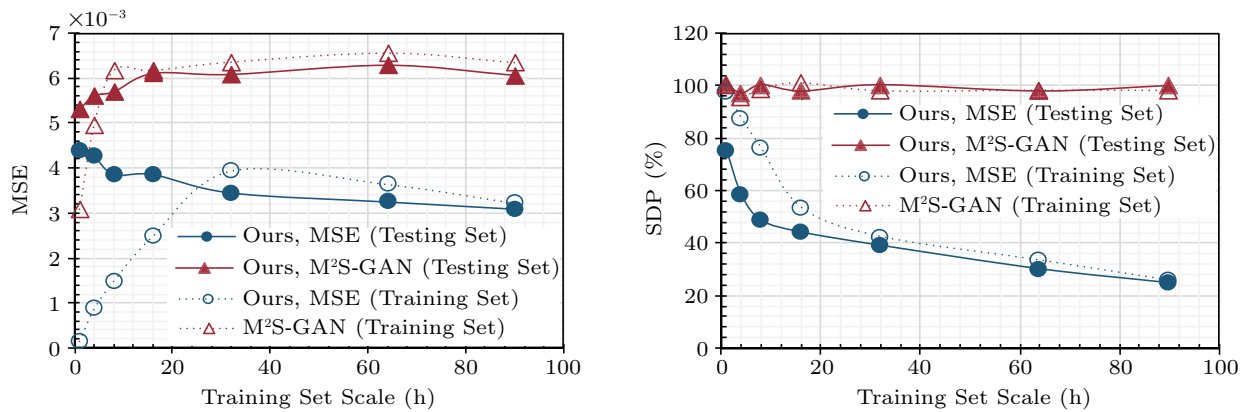 ×10⁻³
7
6
5
4
3
2
1
0
MSE
0 20 40 60 80 100
Training Set Scale (h)
Ours, MSE (Testing Set)
Ours, M²S-GAN (Testing Set)
Ours, MSE (Training Set)
M²S-GAN (Training Set)
120
100
80
60
40
20
0
SDP (%)
0 20 40 60 80 100
Training Set Scale (h)
Ours, MSE (Testing Set)
Ours, M²S-GAN (Testing Set)
Ours, MSE (Training Set)
M²S-GAN (Training Set)